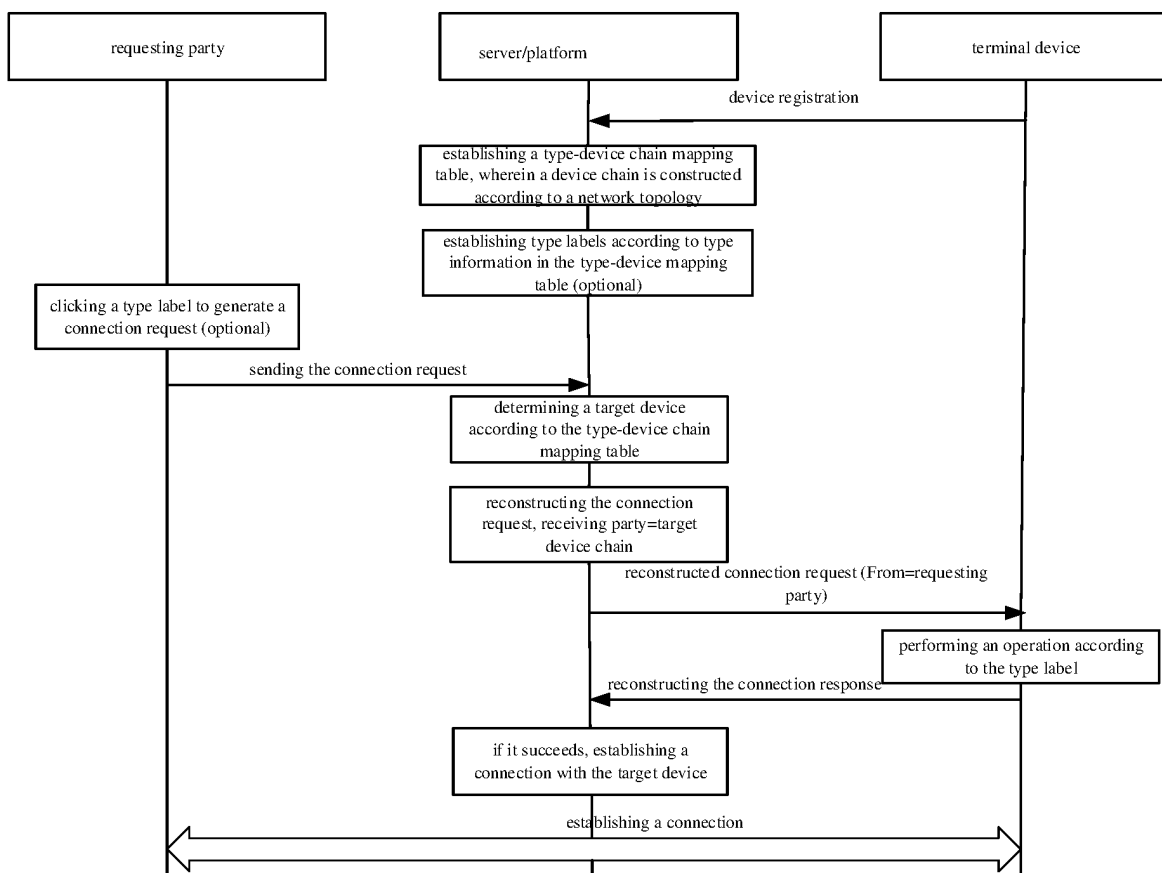 requesting party
server/platform
terminal device
device registration
establishing a type-device chain mapping
table, wherein a device chain is constructed
according to a network topology
establishing type labels according to type
information in the type-device mapping
table (optional)
clicking a type label to generate a
connection request (optional)
sending the connection request
determining a target device
according to the type-device chain
mapping table
reconstructing the connection
request, receiving party=target
device chain
reconstructed connection request (From=requesting
party)
performing an operation according
to the type label
reconstructing the connection response
if it succeeds, establishing a
connection with the target device
establishing a connection